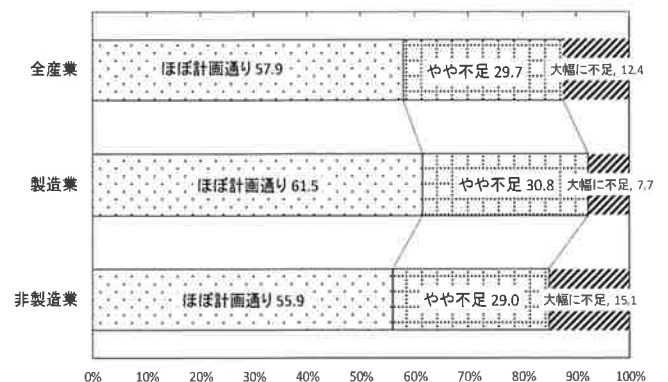 全産業
ほぼ計画通り 57.9
やや不足 29.7
大幅に不足, 12.4
製造業
ほぼ計画通り 61.5
やや不足 30.8
大幅に不足, 7.7
非製造業
ほぼ計画通り 55.9
やや不足 29.0
大幅に不足, 15.1
0% 10% 20% 30% 40% 50% 60% 70% 80% 90% 100%